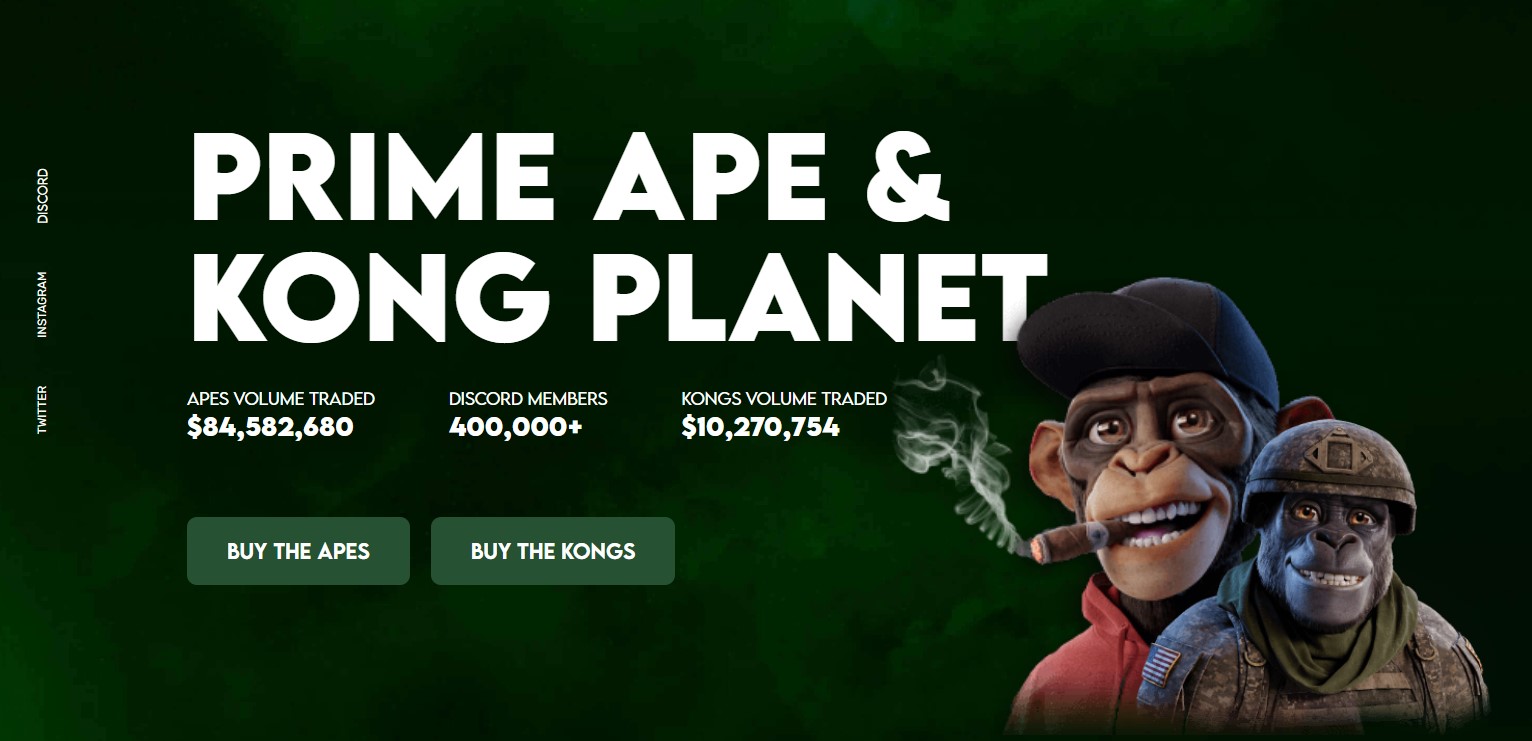 PRIME APE &
KONG PLANET
APES VOLUME TRADED
$84,582,680
DISCORD MEMBERS
400,000+
KONGS VOLUME TRADED
$10,270,754
BUY THE APES
BUY THE KONGS
DISCORD
INSTAGRAM
TWITTER